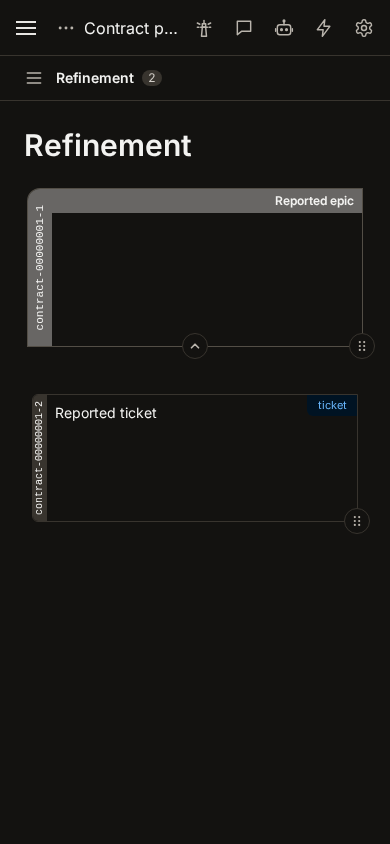 Contract p...
Refinement 2
Refinement
Reported epic
contract-00000001-1
ticket
Reported ticket
contract-00000001-2